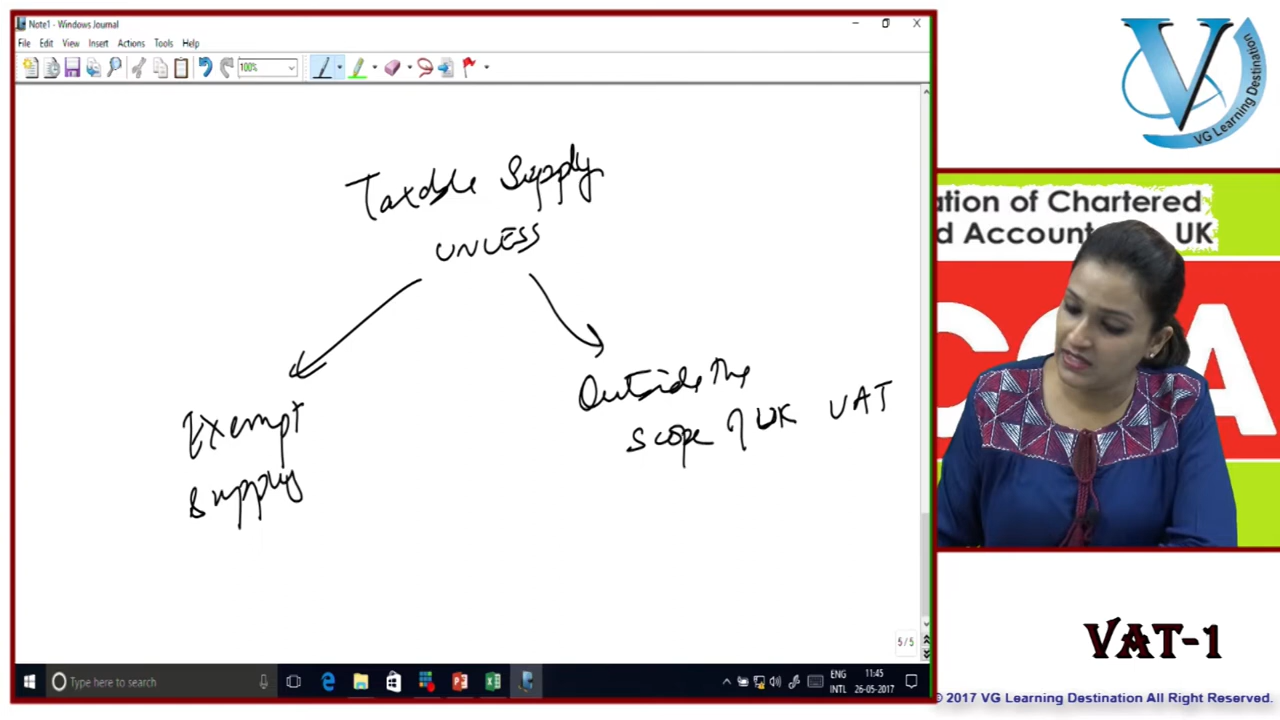 Note1 - Windows Journal
File Edit View Insert Actions Tools Help
100%
Taxable Supply
UNLESS
Exempt
Supply
Outside the
scope of UK VAT
5/5
Type here to search
ENG
INTL
11:45
26-05-2017
V
VG Learning Destination
ation of Chartered
d Accoun UK
VAT-1
© 2017 VG Learning Destination All Right Reserved.